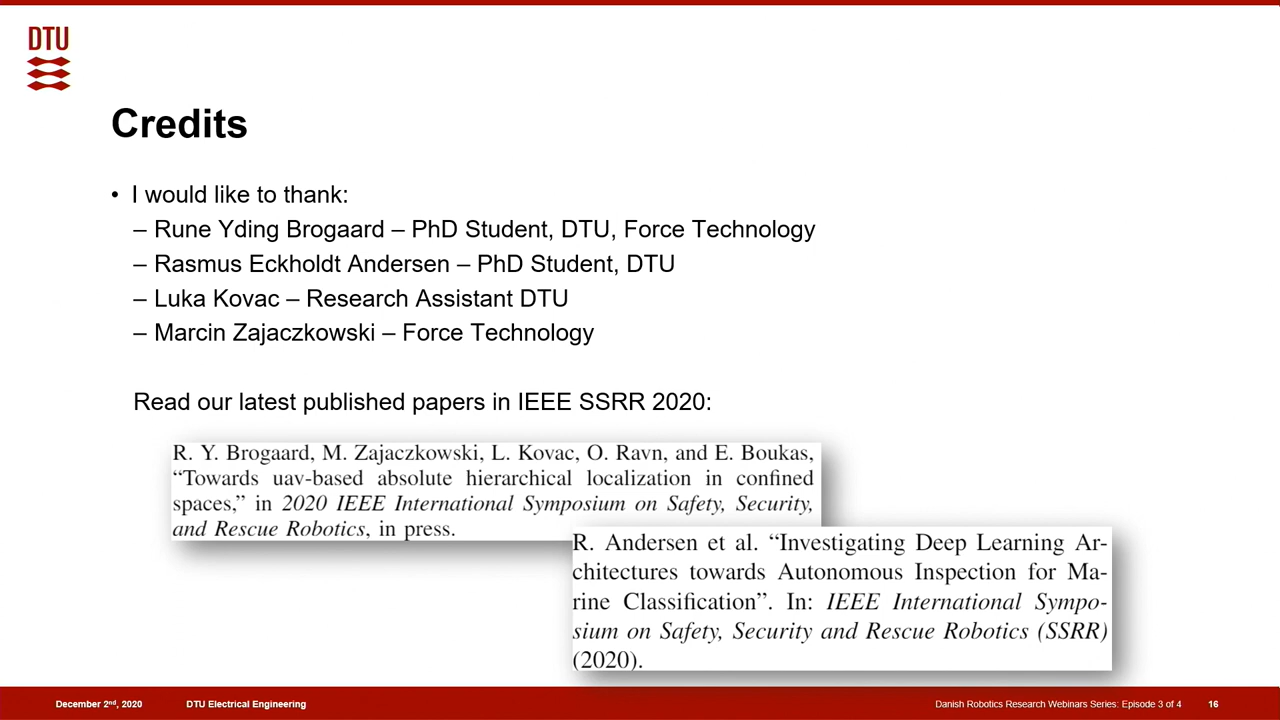 DTU
Credits
• I would like to thank:
– Rune Yding Brogaard – PhD Student, DTU, Force Technology
– Rasmus Eckholdt Andersen – PhD Student, DTU
– Luka Kovac – Research Assistant DTU
– Marcin Zajaczkowski – Force Technology
Read our latest published papers in IEEE SSRR 2020:
R. Y. Brogaard, M. Zajaczkowski, L. Kovac, O. Ravn, and E. Boukas,
“Towards uav-based absolute hierarchical localization in confined
spaces,” in 2020 IEEE International Symposium on Safety, Security,
and Rescue Robotics, in press.
R. Andersen et al. “Investigating Deep Learning Ar-
chitectures towards Autonomous Inspection for Ma-
rine Classification”. In: IEEE International Sympo-
sium on Safety, Security and Rescue Robotics (SSRR)
(2020).
December 2nd, 2020 DTU Electrical Engineering Danish Robotics Research Webinars Series: Episode 3 of 4 16